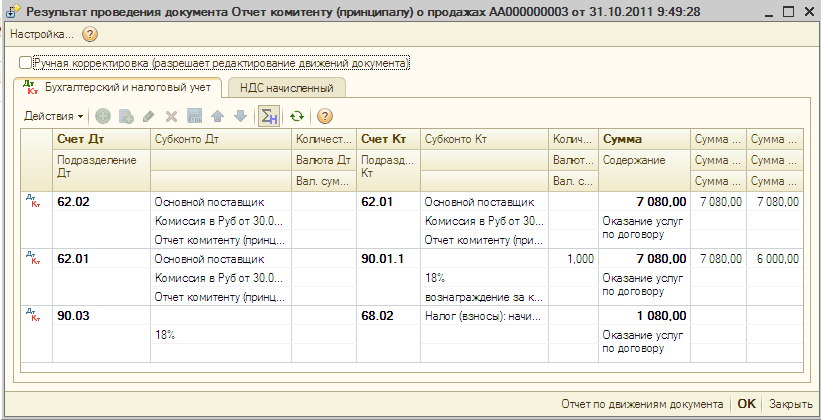 Результат проведения документа Отчет комитенту (принципалу) о продажах АА000000003 от 31.10.2011 9:49:28
Настройка...
Ручная корректировка (разрешает редактирование движений документа)
Бухгалтерский и налоговый учет НДС начисленный
Действия
Счет Дт Субконто Дт Количест... Счет Кт Субконто Кт Колич... Сумма Сумма ... Сумма ...
Подразделение Дт Валюта Дт Подразд... Кт Валют... Содержание Сумма ... Сумма ...
Вал. сум... Вал. с... Сумма ... Сумма ...
62.02 Основной поставщик 62.01 Основной поставщик 7 080,00 7 080,00 7 080,00
Комиссия в Руб от 30.0... Комиссия в Руб от 30... Оказание услуг
Отчет комитенту (принц... Отчет комитенту (при... по договору
62.01 Основной поставщик 90.01.1 1,000 7 080,00 7 080,00 6 000,00
Комиссия в Руб от 30.0... 18% Оказание услуг
Отчет комитенту (принц... вознаграждение за к... по договору
90.03 68.02 Налог (взносы): начи... 1 080,00
18% Оказание услуг
по договору
Отчет по движениям документа OK Закрыть